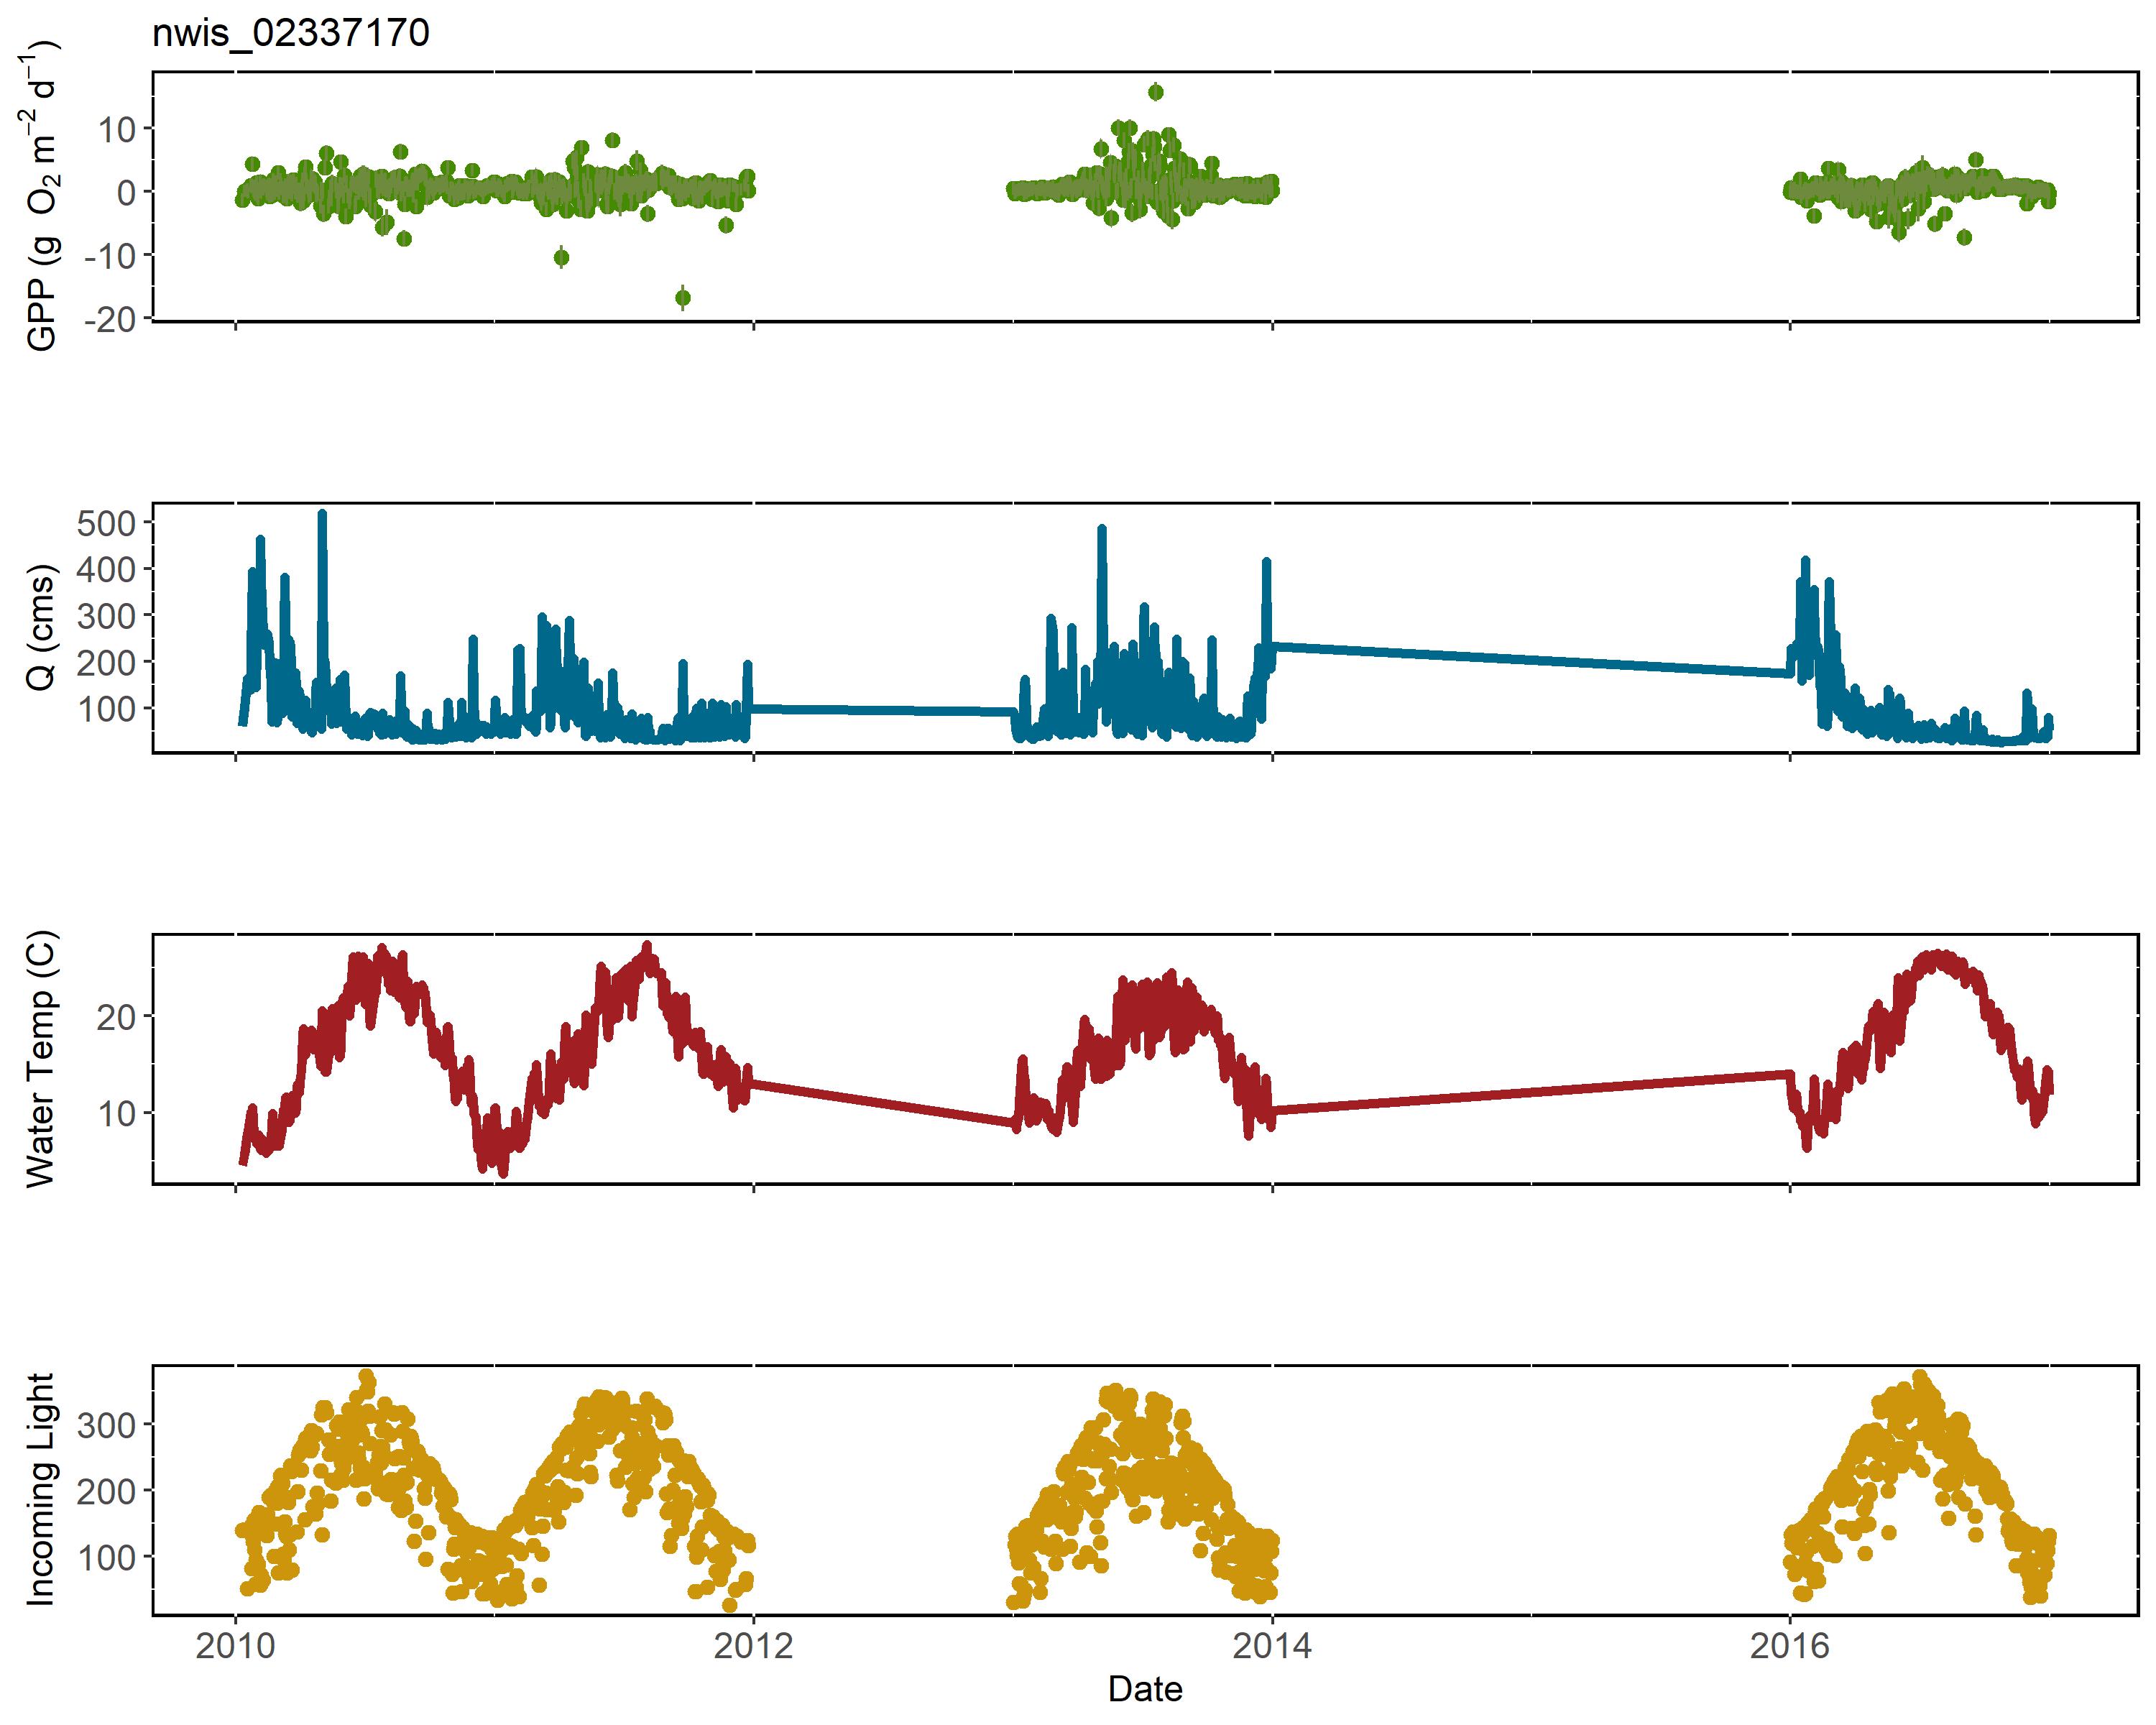 nwis_02337170
GPP (g O₂ m⁻² d⁻¹)
10
0
-10
-20
Q (cms)
500
400
300
200
100
Water Temp (C)
20
10
Incoming Light
300
200
100
2010 2012 2014 2016
Date